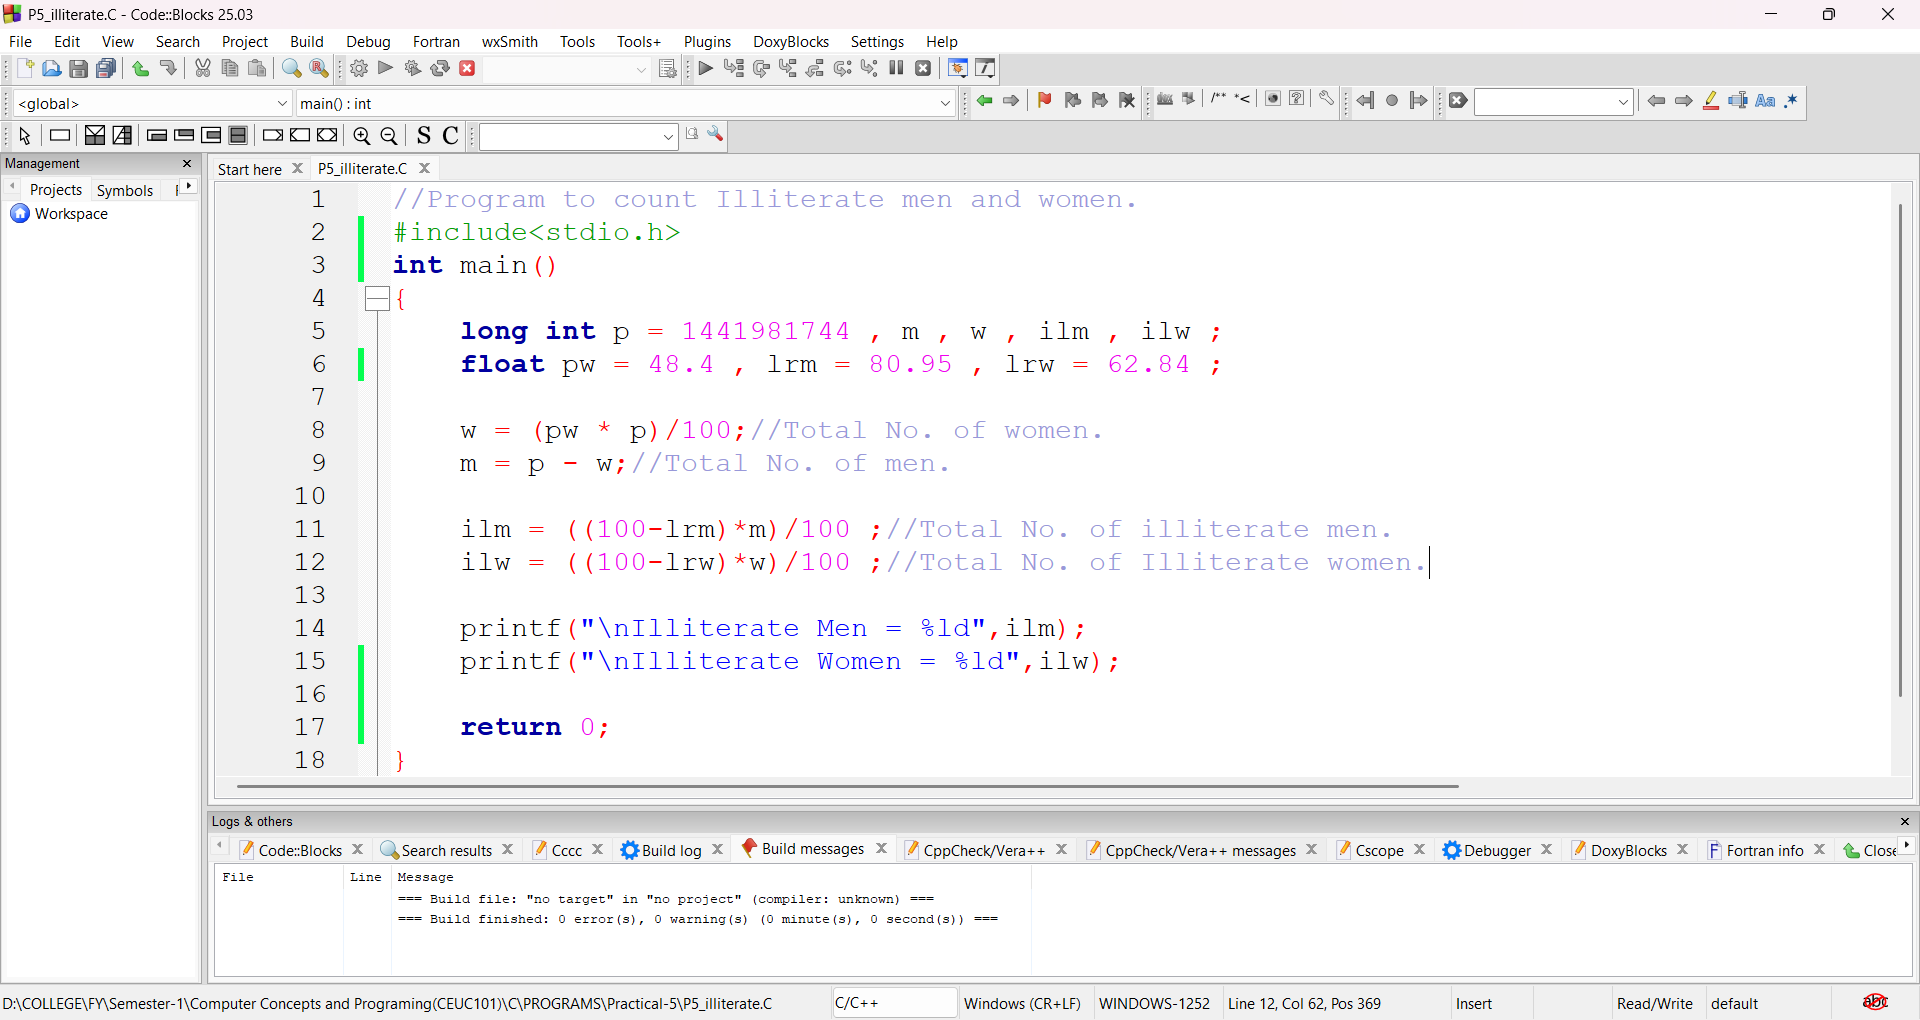 P5_illiterate.C - Code::Blocks 25.03
File Edit View Search Project Build Debug Fortran wxSmith Tools Tools+ Plugins DoxyBlocks Settings Help
<global> main() : int
/** *<
Aa .*
S C
Management
Projects Symbols
Workspace
Start here P5_illiterate.C
1 //Program to count Illiterate men and women.
2 #include<stdio.h>
3 int main()
4 {
5 long int p = 1441981744 , m , w , ilm , ilw ;
6 float pw = 48.4 , lrm = 80.95 , lrw = 62.84 ;
7
8 w = (pw * p)/100;//Total No. of women.
9 m = p - w;//Total No. of men.
10
11 ilm = ((100-lrm)*m)/100 ;//Total No. of illiterate men.
12 ilw = ((100-lrw)*w)/100 ;//Total No. of Illiterate women.
13
14 printf("\nIlliterate Men = %ld",ilm);
15 printf("\nIlliterate Women = %ld",ilw);
16
17 return 0;
18 }
Logs & others
Code::Blocks Search results Cccc Build log Build messages CppCheck/Vera++ CppCheck/Vera++ messages Cscope Debugger DoxyBlocks Fortran info Close
File Line Message
=== Build file: "no target" in "no project" (compiler: unknown) ===
=== Build finished: 0 error(s), 0 warning(s) (0 minute(s), 0 second(s)) ===
D:\COLLEGE\FY\Semester-1\Computer Concepts and Programing(CEUC101)\C\PROGRAMS\Practical-5\P5_illiterate.C C/C++ Windows (CR+LF) WINDOWS-1252 Line 12, Col 62, Pos 369 Insert Read/Write default abc